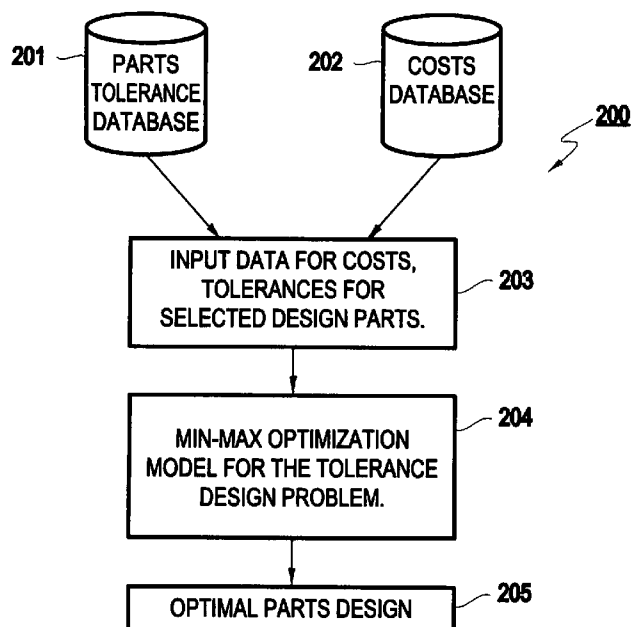 201
PARTS
TOLERANCE
DATABASE
202
COSTS
DATABASE
200
INPUT DATA FOR COSTS,
TOLERANCES FOR
SELECTED DESIGN PARTS.
203
MIN-MAX OPTIMIZATION
MODEL FOR THE TOLERANCE
DESIGN PROBLEM.
204
OPTIMAL PARTS DESIGN
205